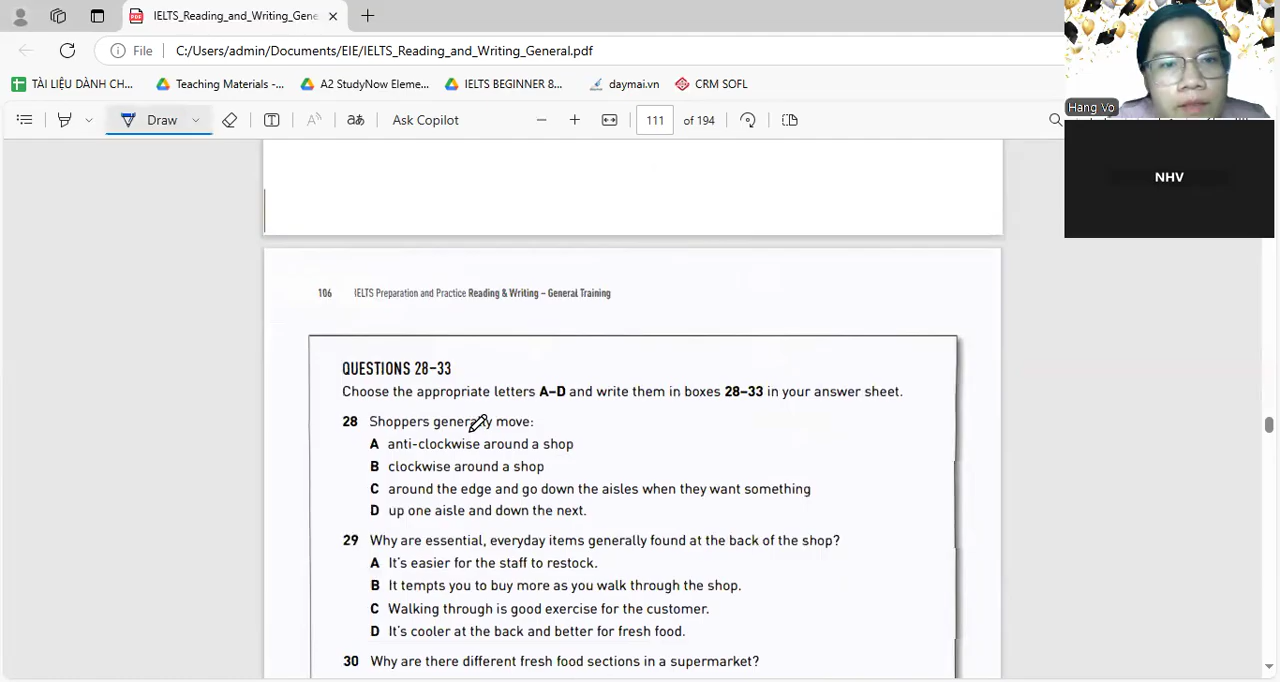 IELTS_Reading_and_Writing_Gene
File C:/Users/admin/Documents/EIE/IELTS_Reading_and_Writing_General.pdf
TÀI LIỆU DÀNH CH... Teaching Materials -... A2 StudyNow Eleme... IELTS BEGINNER 8... daymai.vn CRM SOFL
Draw Ask Copilot 111 of 194
Hang Vo
NHV
106 IELTS Preparation and Practice Reading & Writing – General Training
QUESTIONS 28–33
Choose the appropriate letters A–D and write them in boxes 28–33 in your answer sheet.
28 Shoppers generally move:
A anti-clockwise around a shop
B clockwise around a shop
C around the edge and go down the aisles when they want something
D up one aisle and down the next.
29 Why are essential, everyday items generally found at the back of the shop?
A It's easier for the staff to restock.
B It tempts you to buy more as you walk through the shop.
C Walking through is good exercise for the customer.
D It's cooler at the back and better for fresh food.
30 Why are there different fresh food sections in a supermarket?